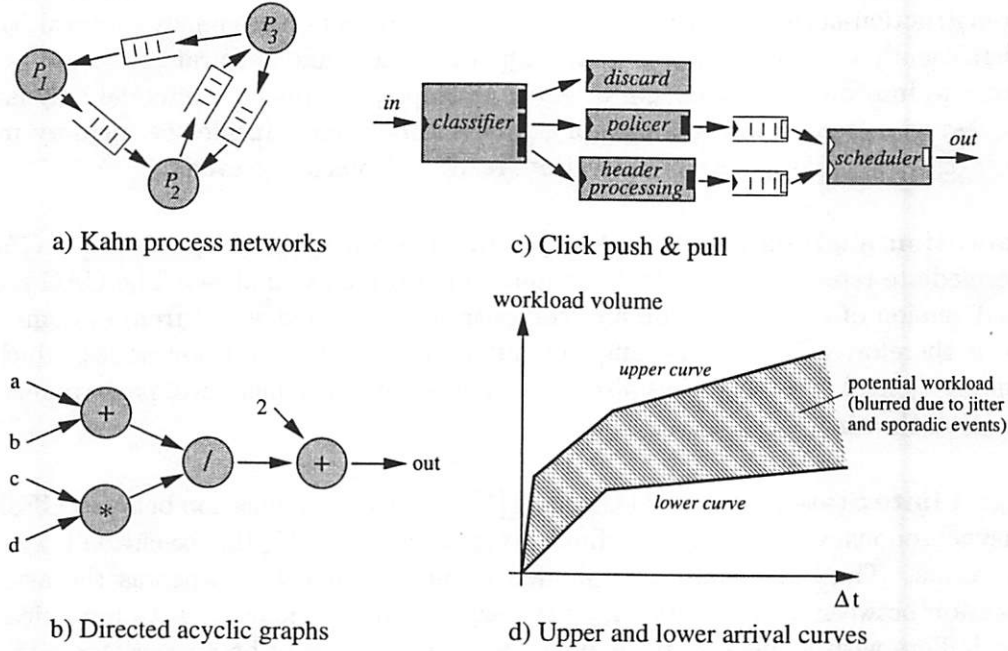 P1
P3
P2
a) Kahn process networks
in
classifier
discard
policer
header
processing
scheduler
out
c) Click push & pull
a
b
c
d
+
*
/
2
+
out
b) Directed acyclic graphs
workload volume
upper curve
potential workload
(blurred due to jitter
and sporadic events)
lower curve
Δt
d) Upper and lower arrival curves